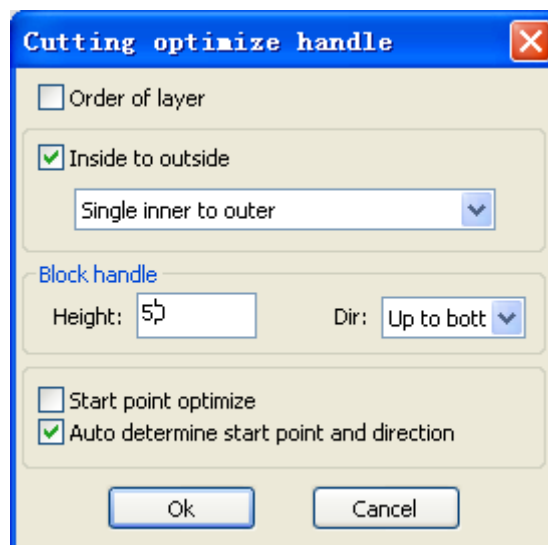 Cutting optimize handle
Order of layer
Inside to outside
Single inner to outer
Block handle
Height: 50 Dir: Up to bott
Start point optimize
Auto determine start point and direction
Ok Cancel